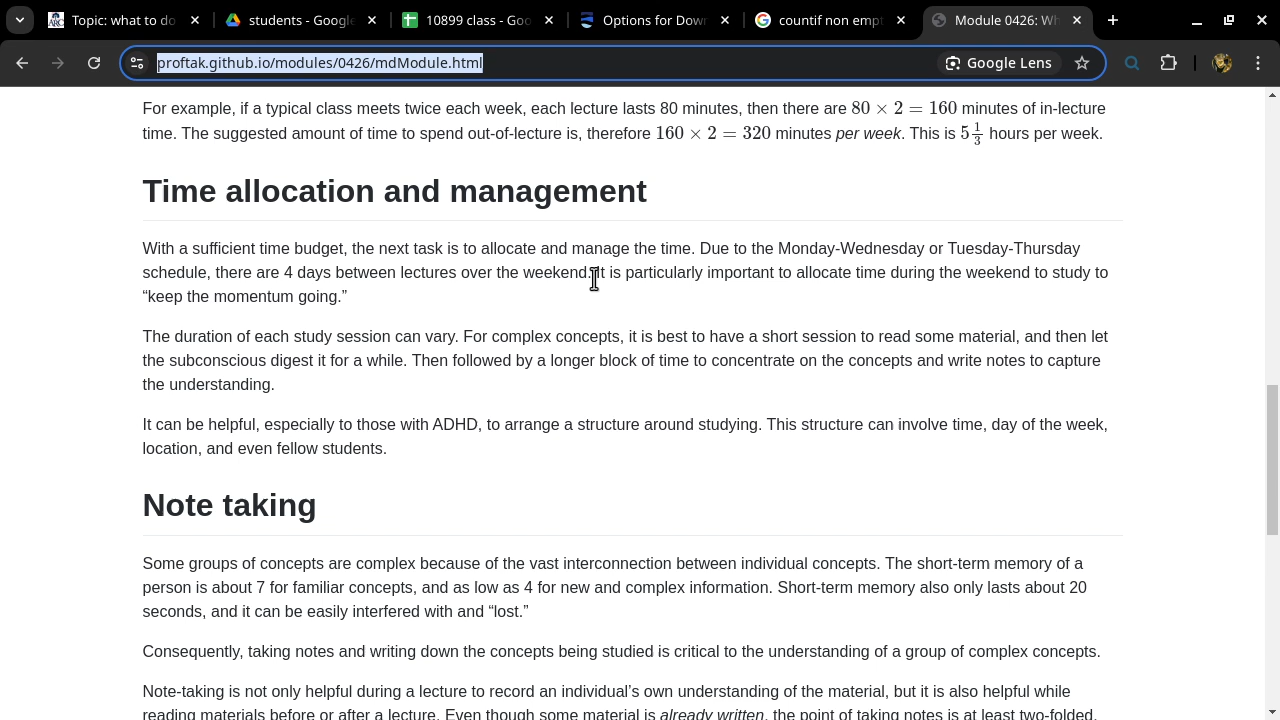 Topic: what to do
students - Google
10899 class - Goo
Options for Dow
countif non empt
Module 0426: Wh
proftak.github.io/modules/0426/mdModule.html
Google Lens
For example, if a typical class meets twice each week, each lecture lasts 80 minutes, then there are 80 × 2 = 160 minutes of in-lecture
time. The suggested amount of time to spend out-of-lecture is, therefore 160 × 2 = 320 minutes per week. This is 5 1/3 hours per week.
Time allocation and management
With a sufficient time budget, the next task is to allocate and manage the time. Due to the Monday-Wednesday or Tuesday-Thursday
schedule, there are 4 days between lectures over the weekend. It is particularly important to allocate time during the weekend to study to
“keep the momentum going.”
The duration of each study session can vary. For complex concepts, it is best to have a short session to read some material, and then let
the subconscious digest it for a while. Then followed by a longer block of time to concentrate on the concepts and write notes to capture
the understanding.
It can be helpful, especially to those with ADHD, to arrange a structure around studying. This structure can involve time, day of the week,
location, and even fellow students.
Note taking
Some groups of concepts are complex because of the vast interconnection between individual concepts. The short-term memory of a
person is about 7 for familiar concepts, and as low as 4 for new and complex information. Short-term memory also only lasts about 20
seconds, and it can be easily interfered with and “lost.”
Consequently, taking notes and writing down the concepts being studied is critical to the understanding of a group of complex concepts.
Note-taking is not only helpful during a lecture to record an individual’s own understanding of the material, but it is also helpful while
reading materials before or after a lecture. Even though some material is already written, the point of taking notes is at least two-folded.